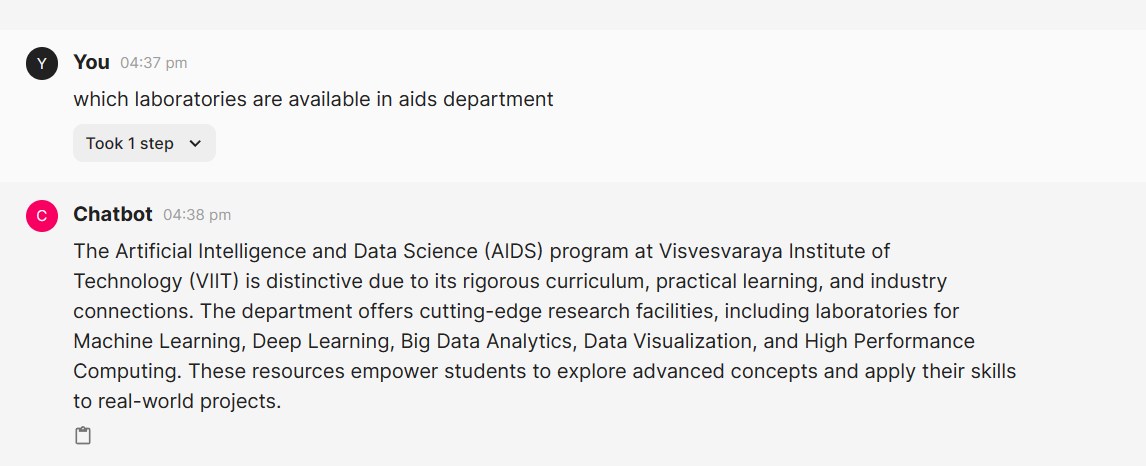 Y You 04:37 pm
which laboratories are available in aids department
Took 1 step
C Chatbot 04:38 pm
The Artificial Intelligence and Data Science (AIDS) program at Visvesvaraya Institute of
Technology (VIIT) is distinctive due to its rigorous curriculum, practical learning, and industry
connections. The department offers cutting-edge research facilities, including laboratories for
Machine Learning, Deep Learning, Big Data Analytics, Data Visualization, and High Performance
Computing. These resources empower students to explore advanced concepts and apply their skills
to real-world projects.